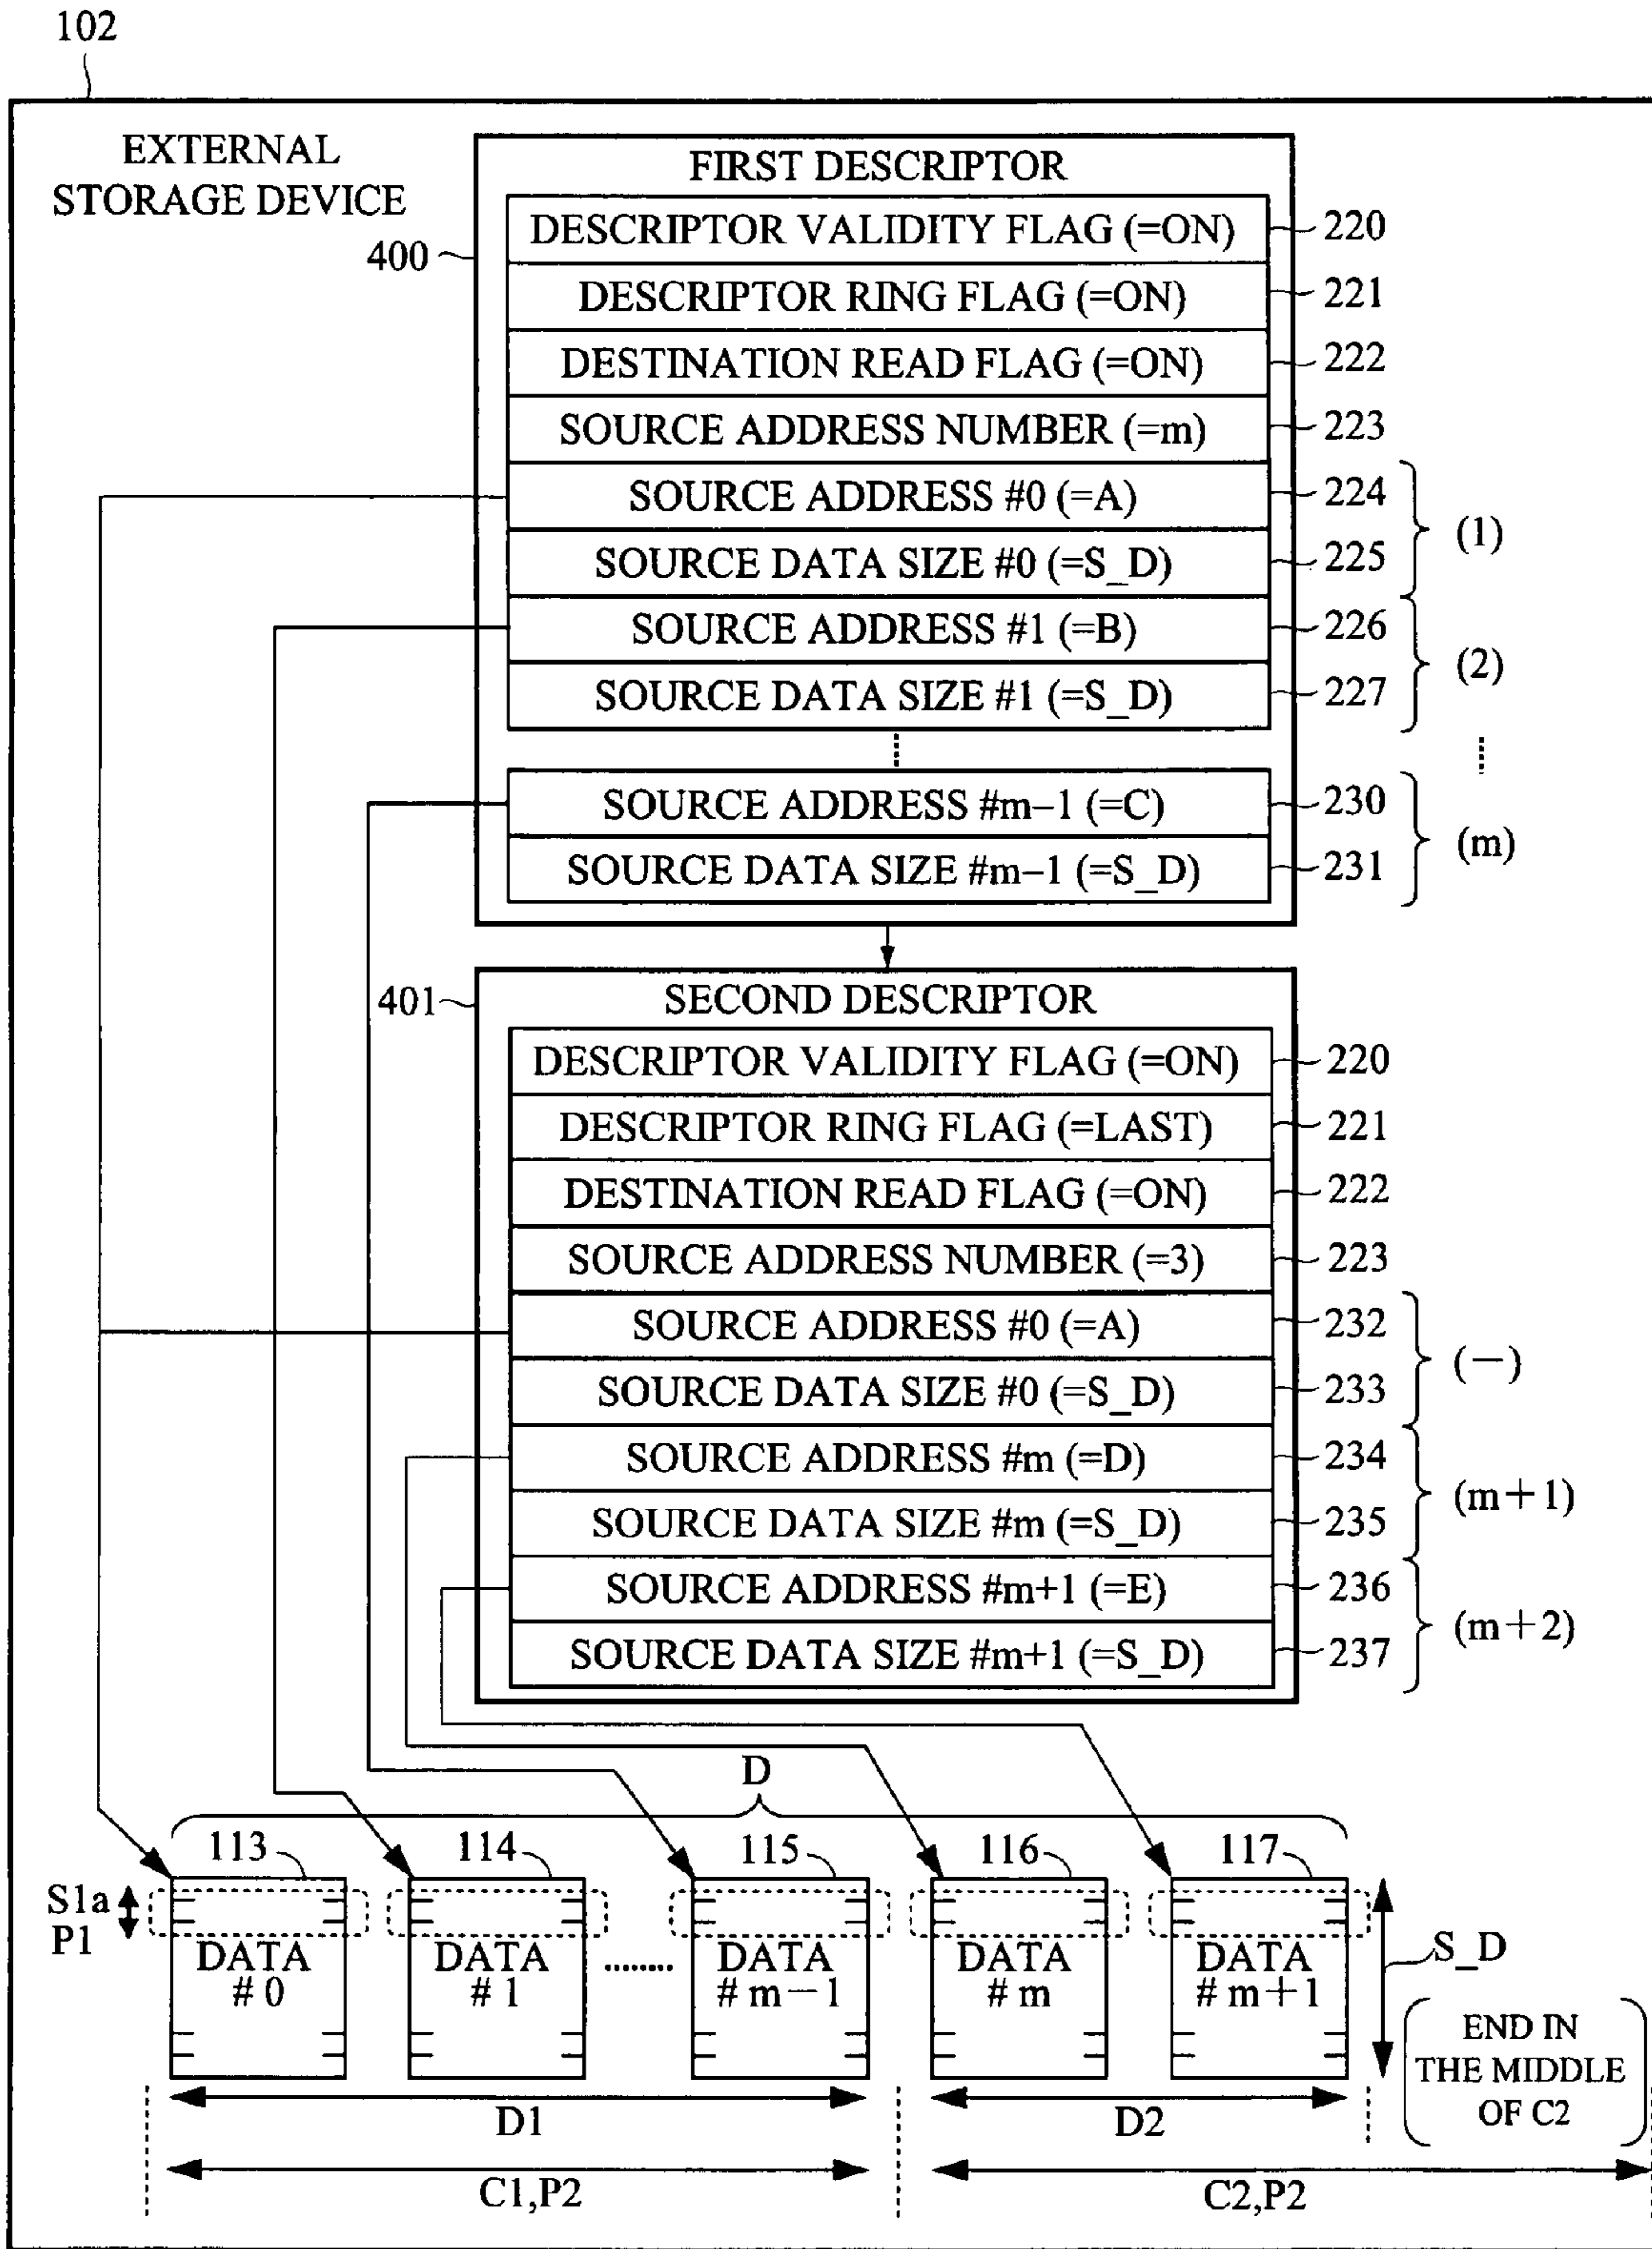 102
EXTERNAL
STORAGE DEVICE
FIRST DESCRIPTOR
400
DESCRIPTOR VALIDITY FLAG (=ON) 220
DESCRIPTOR RING FLAG (=ON) 221
DESTINATION READ FLAG (=ON) 222
SOURCE ADDRESS NUMBER (=m) 223
SOURCE ADDRESS #0 (=A) 224
(1)
SOURCE DATA SIZE #0 (=S_D) 225
SOURCE ADDRESS #1 (=B) 226
(2)
SOURCE DATA SIZE #1 (=S_D) 227
SOURCE ADDRESS #m−1 (=C) 230
(m)
SOURCE DATA SIZE #m−1 (=S_D) 231
401
SECOND DESCRIPTOR
DESCRIPTOR VALIDITY FLAG (=ON) 220
DESCRIPTOR RING FLAG (=LAST) 221
DESTINATION READ FLAG (=ON) 222
SOURCE ADDRESS NUMBER (=3) 223
SOURCE ADDRESS #0 (=A) 232
(−)
SOURCE DATA SIZE #0 (=S_D) 233
SOURCE ADDRESS #m (=D) 234
(m+1)
SOURCE DATA SIZE #m (=S_D) 235
SOURCE ADDRESS #m+1 (=E) 236
(m+2)
SOURCE DATA SIZE #m+1 (=S_D) 237
D
113 114 115 116 117
S1a
P1
DATA
#0
DATA
#1
........
DATA
#m−1
DATA
#m
DATA
#m+1
S_D
END IN
THE MIDDLE
OF C2
D1
D2
C1,P2
C2,P2